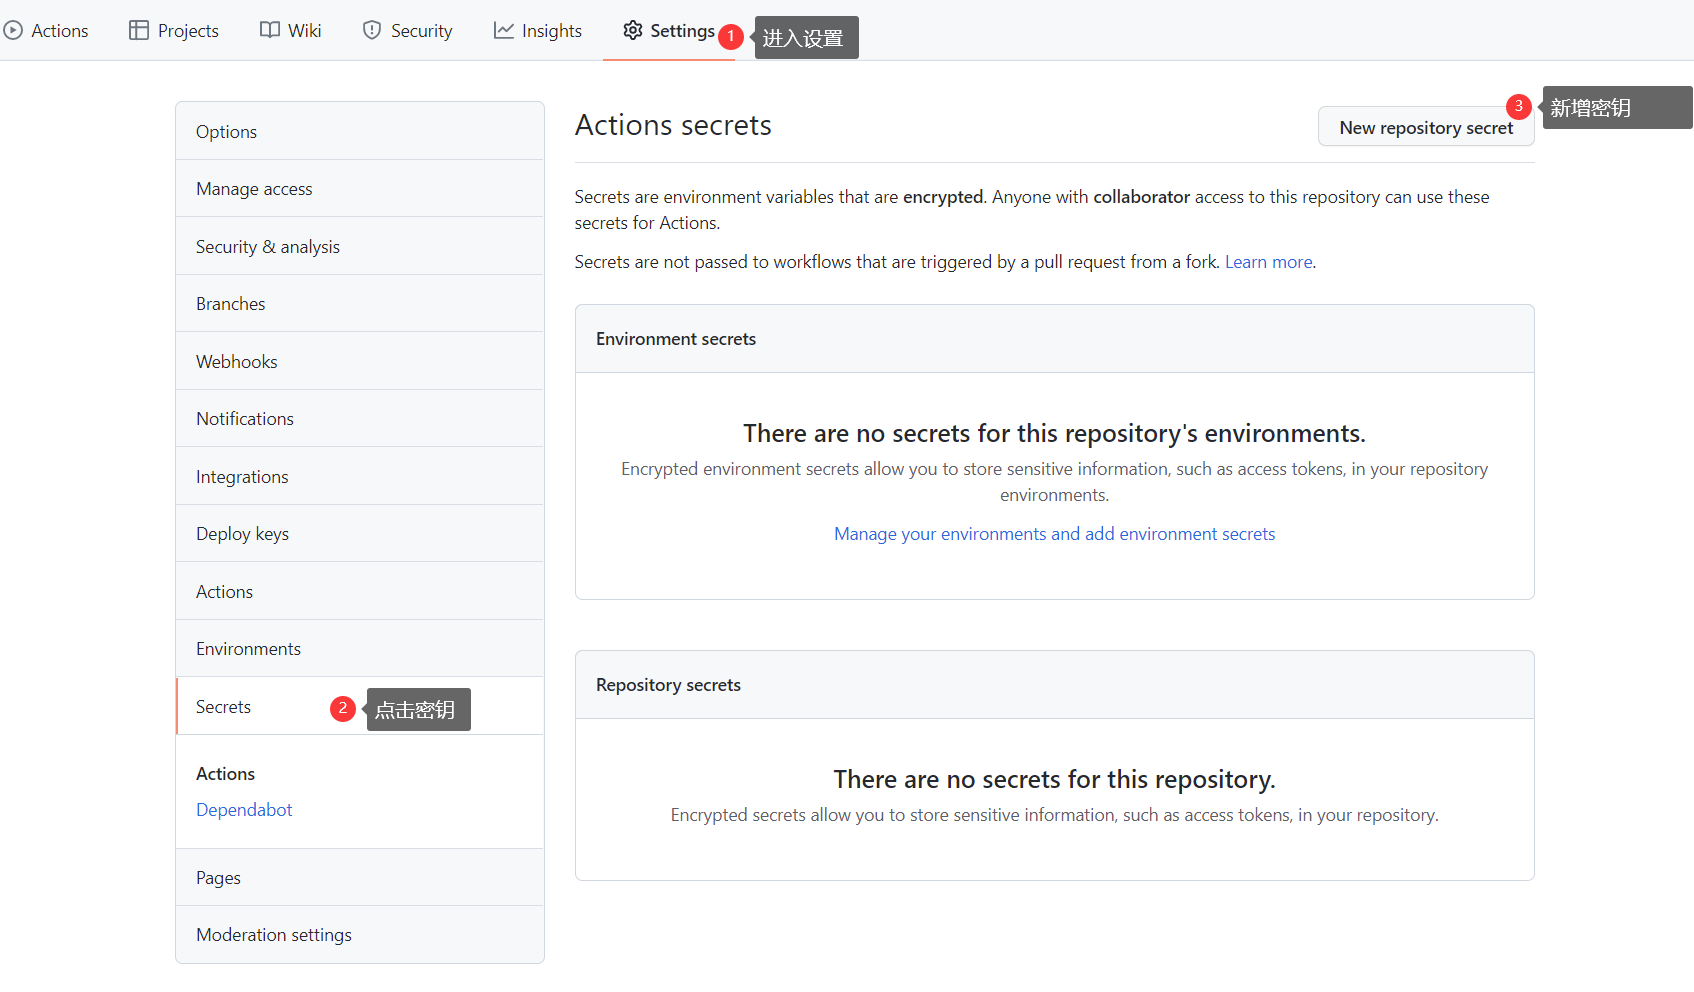 Actions Projects Wiki Security Insights Settings 1 进入设置
Options
Manage access
Security & analysis
Branches
Webhooks
Notifications
Integrations
Deploy keys
Actions
Environments
Secrets 2 点击密钥
Actions
Dependabot
Pages
Moderation settings
Actions secrets
New repository secret 3 新增密钥
Secrets are environment variables that are encrypted. Anyone with collaborator access to this repository can use these
secrets for Actions.
Secrets are not passed to workflows that are triggered by a pull request from a fork. Learn more.
Environment secrets
There are no secrets for this repository's environments.
Encrypted environment secrets allow you to store sensitive information, such as access tokens, in your repository
environments.
Manage your environments and add environment secrets
Repository secrets
There are no secrets for this repository.
Encrypted secrets allow you to store sensitive information, such as access tokens, in your repository.